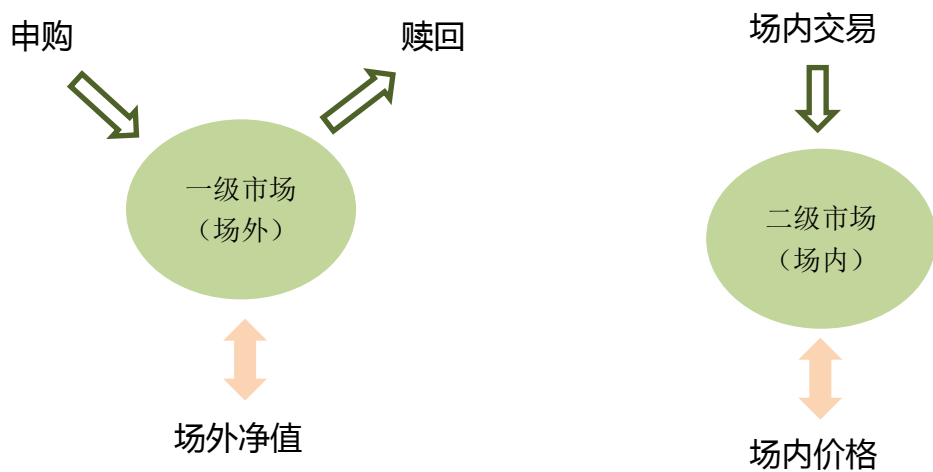 申购
赎回
一级市场
（场外）
场外净值
场内交易
二级市场
（场内）
场内价格